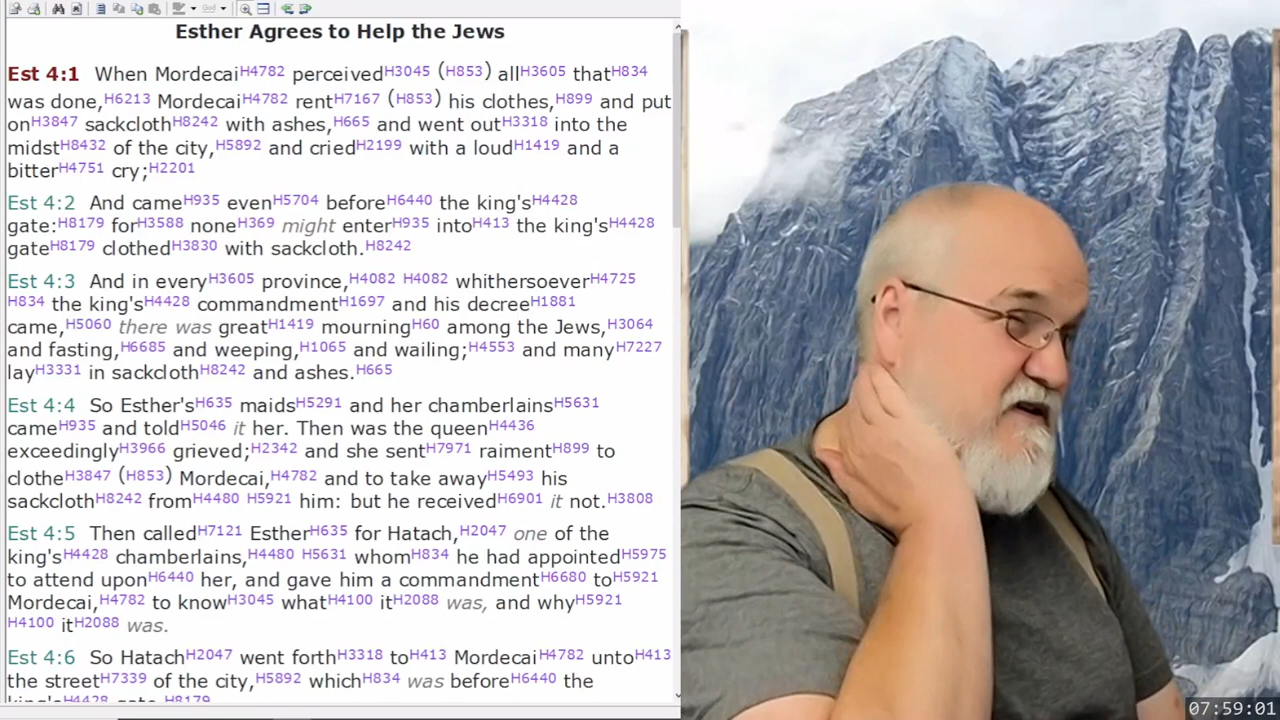 Esther Agrees to Help the Jews
Est 4:1 When MordecaiH4782 perceivedH3045 (H853) allH3605 thatH834
was done,H6213 MordecaiH4782 rentH7167 (H853) his clothes,H899 and put
onH3847 sackclothH8242 with ashes,H665 and went outH3318 into the
midstH8432 of the city,H5892 and criedH2199 with a loudH1419 and a
bitterH4751 cry;H2201
Est 4:2 And cameH935 evenH5704 beforeH6440 the king'sH4428
gate:H8179 forH3588 noneH369 might enterH935 intoH413 the king'sH4428
gateH8179 clothedH3830 with sackcloth.H8242
Est 4:3 And in everyH3605 province,H4082 H4082 whithersoeverH4725
H834 the king'sH4428 commandmentH1697 and his decreeH1881
came,H5060 there was greatH1419 mourningH60 among the Jews,H3064
and fasting,H6685 and weeping,H1065 and wailing;H4553 and manyH7227
layH3331 in sackclothH8242 and ashes.H665
Est 4:4 So Esther'sH635 maidsH5291 and her chamberlainsH5631
cameH935 and toldH5046 it her. Then was the queenH4436
exceedinglyH3966 grieved;H2342 and she sentH7971 raimentH899 to
clotheH3847 (H853) Mordecai,H4782 and to take awayH5493 his
sackclothH8242 fromH4480 H5921 him: but he receivedH6901 it not.H3808
Est 4:5 Then calledH7121 EstherH635 for Hatach,H2047 one of the
king'sH4428 chamberlains,H4480 H5631 whomH834 he had appointedH5975
to attend uponH6440 her, and gave him a commandmentH6680 toH5921
Mordecai,H4782 to knowH3045 whatH4100 itH2088 was, and whyH5921
H4100 itH2088 was.
Est 4:6 So HatachH2047 went forthH3318 toH413 MordecaiH4782 untoH413
the streetH7339 of the city,H5892 whichH834 was beforeH6440 the
king'sH4428 gate.H8179
07:59:01